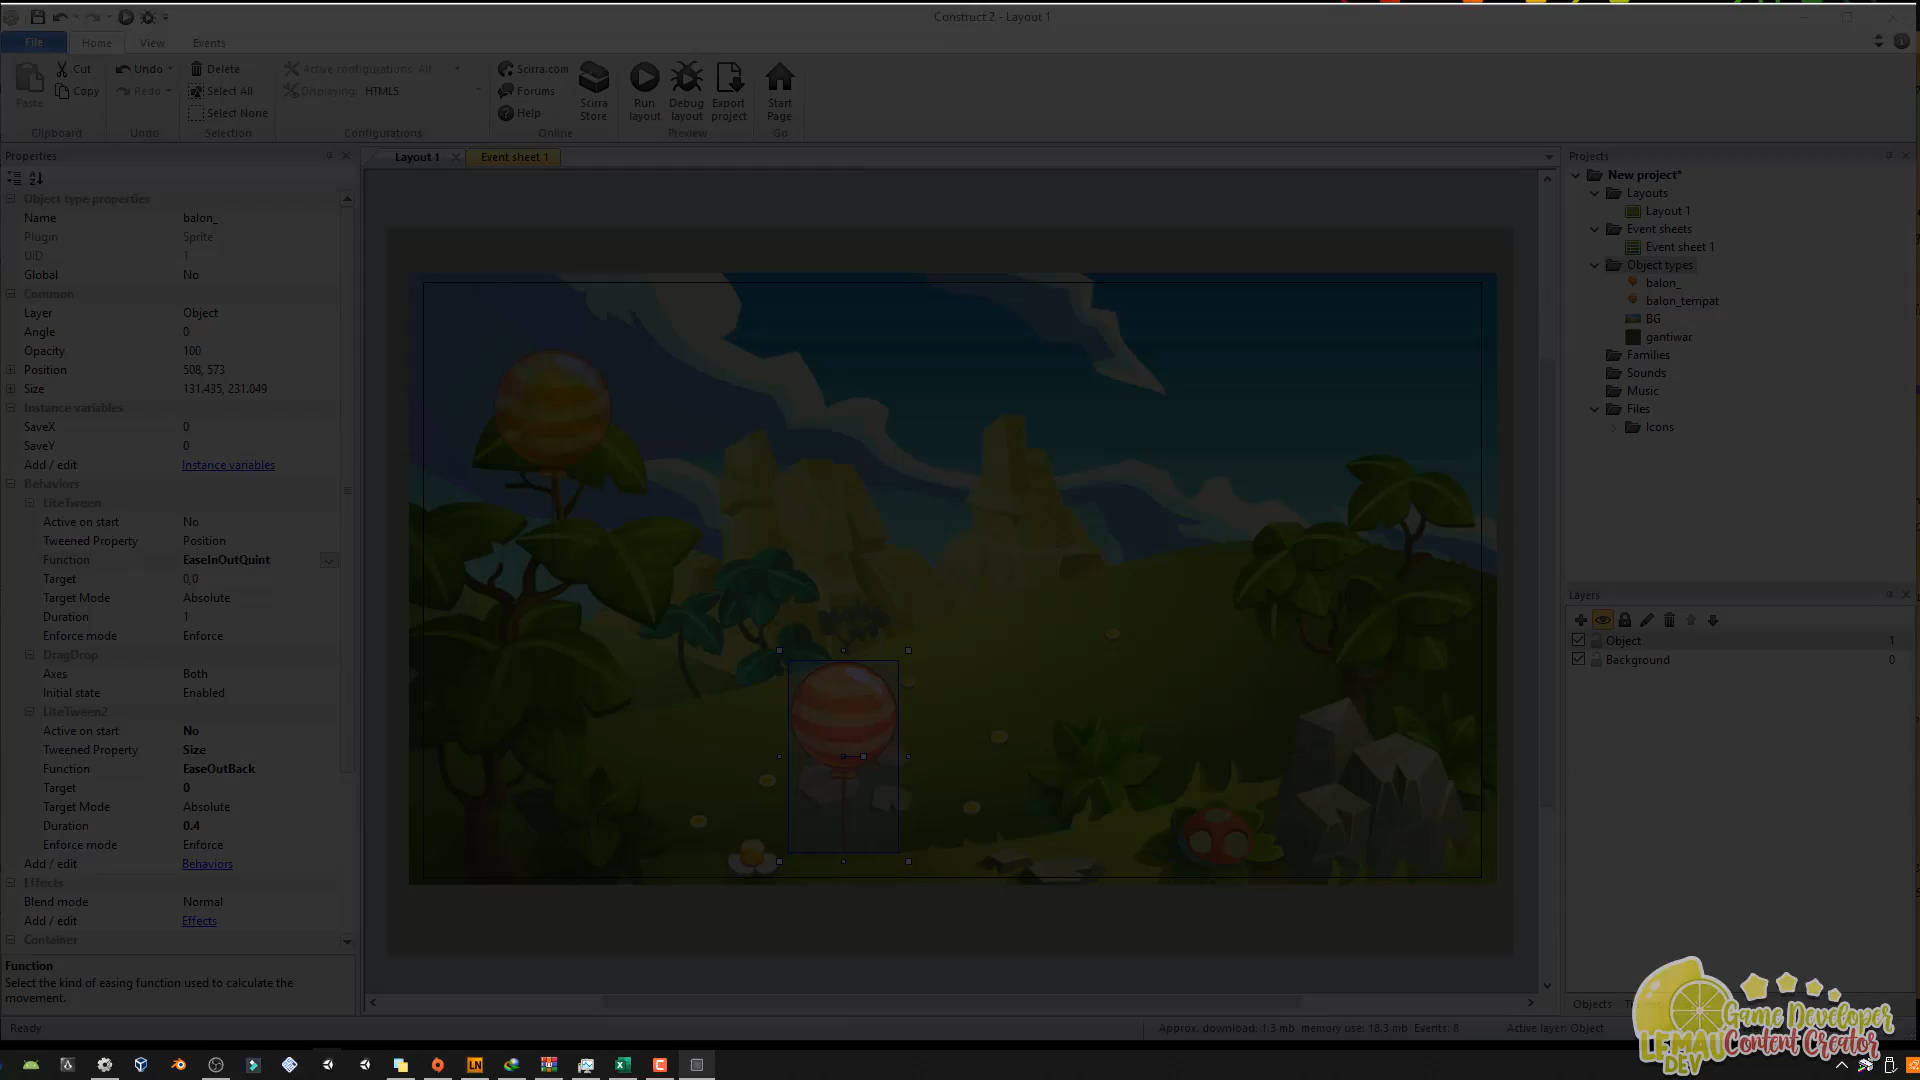 Construct 2 - Layout 1
File Home View Events
Paste Cut Copy Clipboard
Undo Redo Undo
Delete Select All Select None Selection
Active configurations: All
Displaying: HTML5
Configurations
Scirra.com Forums Help Scirra Store Online
Run layout Debug layout Export project Preview
Start Page Go
Properties
Layout 1 Event sheet 1
Object type properties
Name balon_
Plugin Sprite
UID 1
Global No
Common
Layer Object
Angle 0
Opacity 100
Position 508, 573
Size 131.435, 231.049
Instance variables
SaveX 0
SaveY 0
Add / edit Instance variables
Behaviors
LiteTween
Active on start No
Tweened Property Position
Function EaseInOutQuint
Target 0,0
Target Mode Absolute
Duration 1
Enforce mode Enforce
DragDrop
Axes Both
Initial state Enabled
LiteTween2
Active on start No
Tweened Property Size
Function EaseOutBack
Target 0
Target Mode Absolute
Duration 0.4
Enforce mode Enforce
Add / edit Behaviors
Effects
Blend mode Normal
Add / edit Effects
Container
Function
Select the kind of easing function used to calculate the
movement.
Projects
New project*
Layouts
Layout 1
Event sheets
Event sheet 1
Object types
balon_
balon_tempat
BG
gantiwar
Families
Sounds
Music
Files
Icons
Layers
Object 1
Background 0
Objects
Ready
Approx. download: 1.3 mb memory use: 18.3 mb Events: 8 Active layer: Object
LEMAU DEV
Game Developer
Content Creator
LN